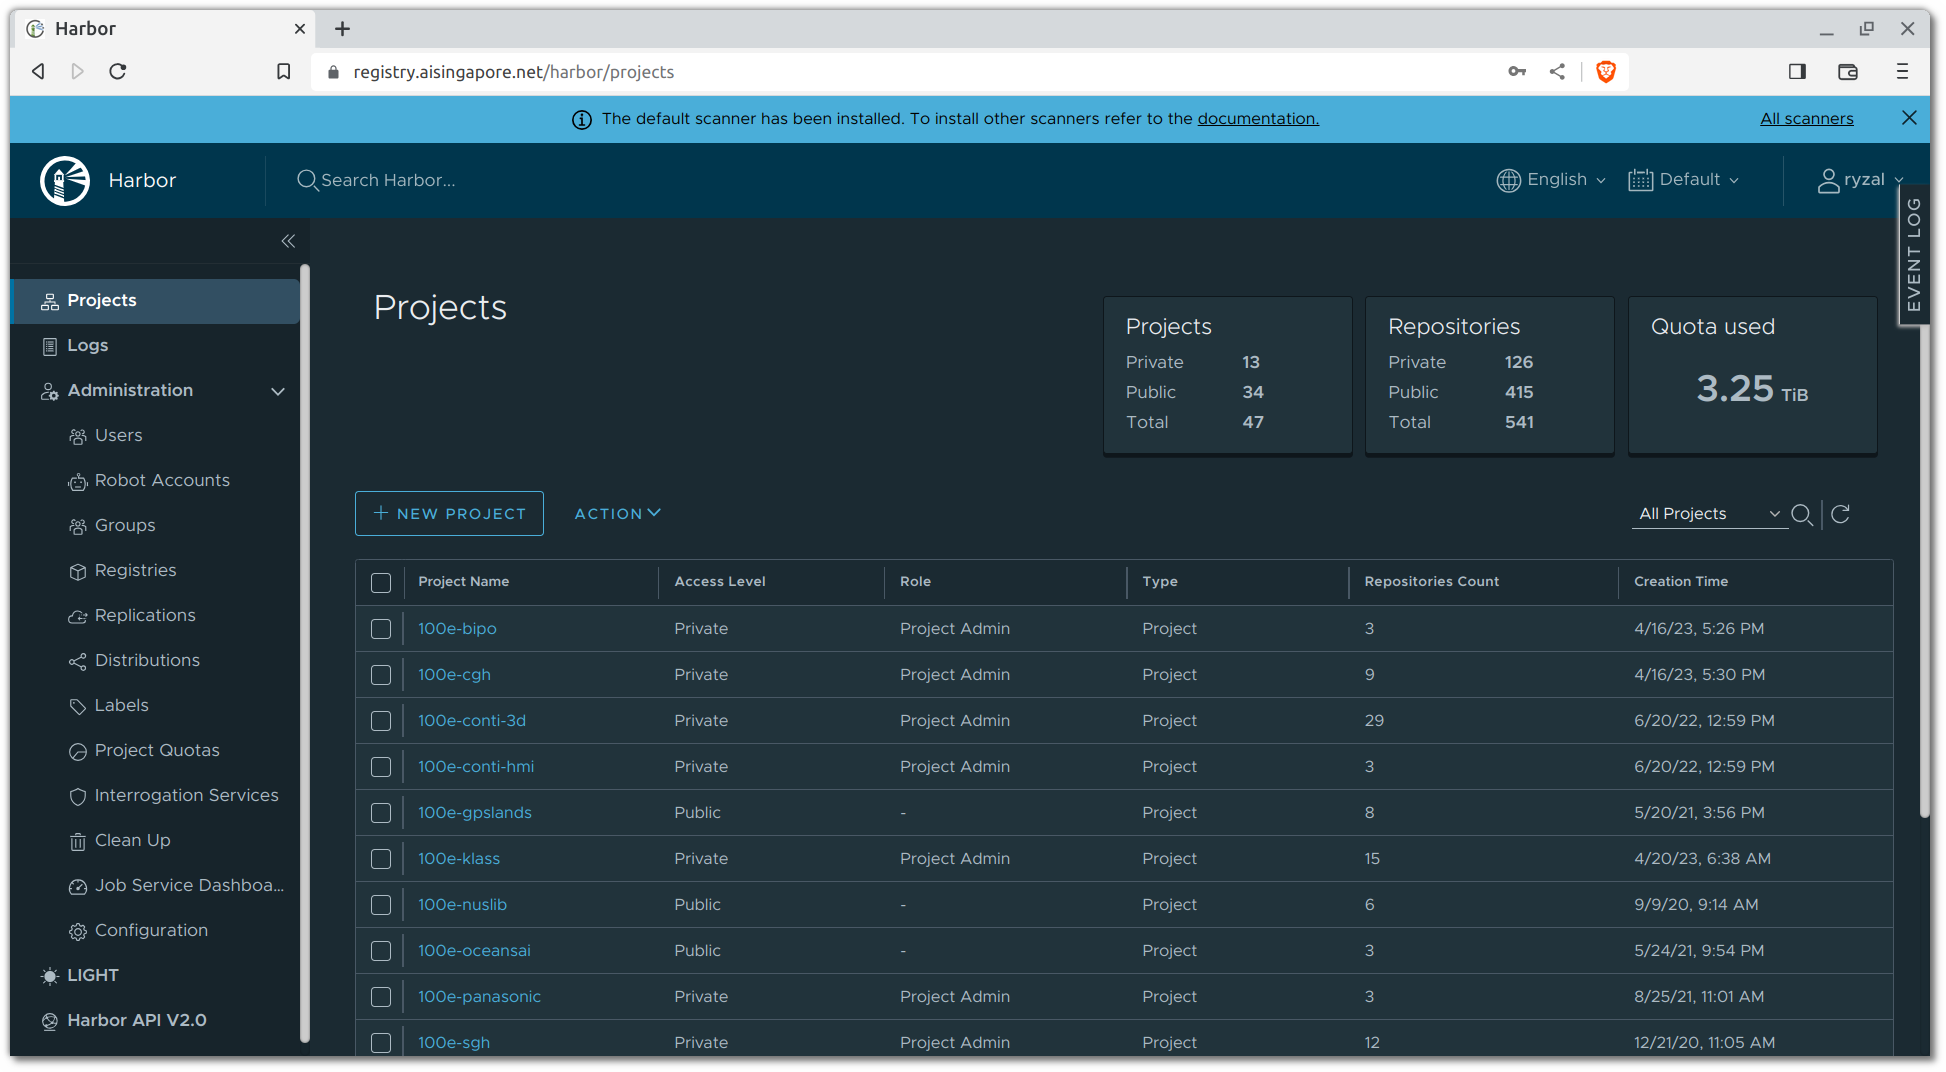 Harbor
registry.aisingapore.net/harbor/projects
The default scanner has been installed. To install other scanners refer to the documentation.
All scanners
Harbor
Search Harbor...
English
Default
ryzal
EVENT LOG
Projects
Logs
Administration
Users
Robot Accounts
Groups
Registries
Replications
Distributions
Labels
Project Quotas
Interrogation Services
Clean Up
Job Service Dashboa...
Configuration
LIGHT
Harbor API V2.0
Projects
Projects
Private 13
Public 34
Total 47
Repositories
Private 126
Public 415
Total 541
Quota used
3.25 TiB
+ NEW PROJECT
ACTION
All Projects
Project Name Access Level Role Type Repositories Count Creation Time
100e-bipo Private Project Admin Project 3 4/16/23, 5:26 PM
100e-cgh Private Project Admin Project 9 4/16/23, 5:30 PM
100e-conti-3d Private Project Admin Project 29 6/20/22, 12:59 PM
100e-conti-hmi Private Project Admin Project 3 6/20/22, 12:59 PM
100e-gpslands Public - Project 8 5/20/21, 3:56 PM
100e-klass Private Project Admin Project 15 4/20/23, 6:38 AM
100e-nuslib Public - Project 6 9/9/20, 9:14 AM
100e-oceansai Public - Project 3 5/24/21, 9:54 PM
100e-panasonic Private Project Admin Project 3 8/25/21, 11:01 AM
100e-sgh Private Project Admin Project 12 12/21/20, 11:05 AM